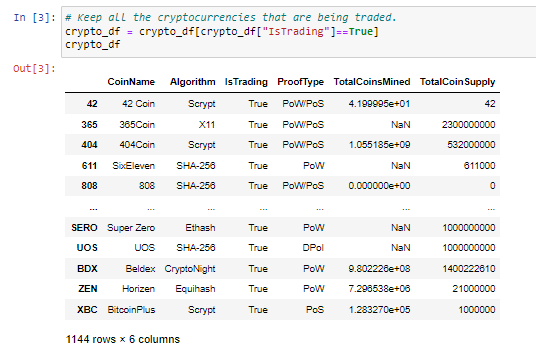 In [3]: # Keep all the cryptocurrencies that are being traded.
crypto_df = crypto_df[crypto_df["IsTrading"]==True]
crypto_df
Out[3]:
CoinName Algorithm IsTrading ProofType TotalCoinsMined TotalCoinSupply
42 42 Coin Scrypt True PoW/PoS 4.199995e+01 42
365 365Coin X11 True PoW/PoS NaN 2300000000
404 404Coin Scrypt True PoW/PoS 1.055185e+09 532000000
611 SixEleven SHA-256 True PoW NaN 611000
808 808 SHA-256 True PoW/PoS 0.000000e+00 0
... ... ... ... ... ... ...
SERO Super Zero Ethash True PoW NaN 1000000000
UOS UOS SHA-256 True DPoI NaN 1000000000
BDX Beldex CryptoNight True PoW 9.802226e+08 1400222610
ZEN Horizen Equihash True PoW 7.296538e+06 21000000
XBC BitcoinPlus Scrypt True PoS 1.283270e+05 1000000
1144 rows × 6 columns